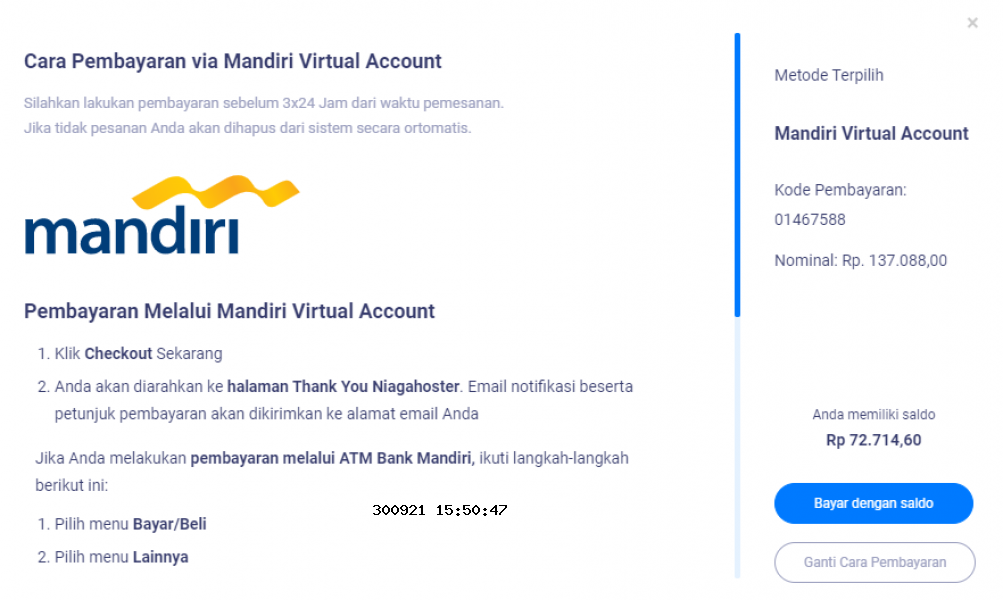 ×
Cara Pembayaran via Mandiri Virtual Account
Silahkan lakukan pembayaran sebelum 3x24 Jam dari waktu pemesanan.
Jika tidak pesanan Anda akan dihapus dari sistem secara ortomatis.
mandiri
Pembayaran Melalui Mandiri Virtual Account
1. Klik Checkout Sekarang
2. Anda akan diarahkan ke halaman Thank You Niagahoster. Email notifikasi beserta
petunjuk pembayaran akan dikirimkan ke alamat email Anda
Jika Anda melakukan pembayaran melalui ATM Bank Mandiri, ikuti langkah-langkah
berikut ini:
300921 15:50:47
1. Pilih menu Bayar/Beli
2. Pilih menu Lainnya
Metode Terpilih
Mandiri Virtual Account
Kode Pembayaran:
01467588
Nominal: Rp. 137.088,00
Anda memiliki saldo
Rp 72.714,60
Bayar dengan saldo
Ganti Cara Pembayaran